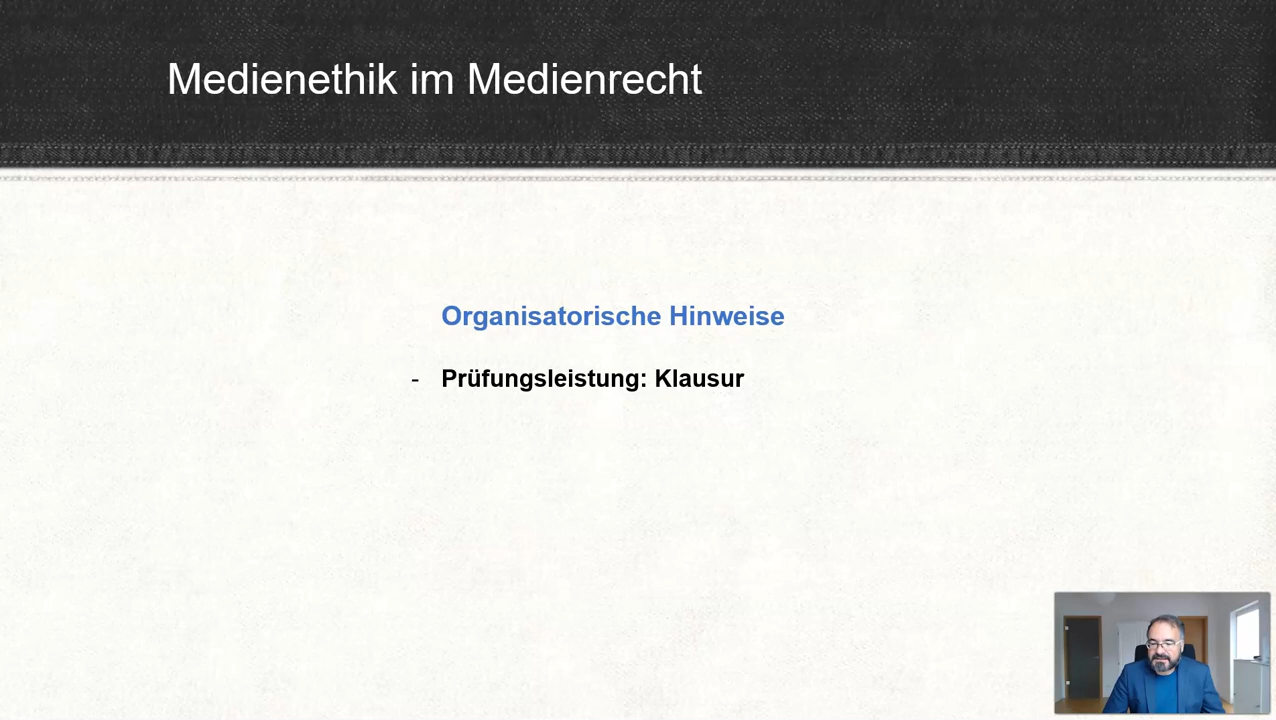 Medienethik im Medienrecht
Organisatorische Hinweise
- Prüfungsleistung: Klausur